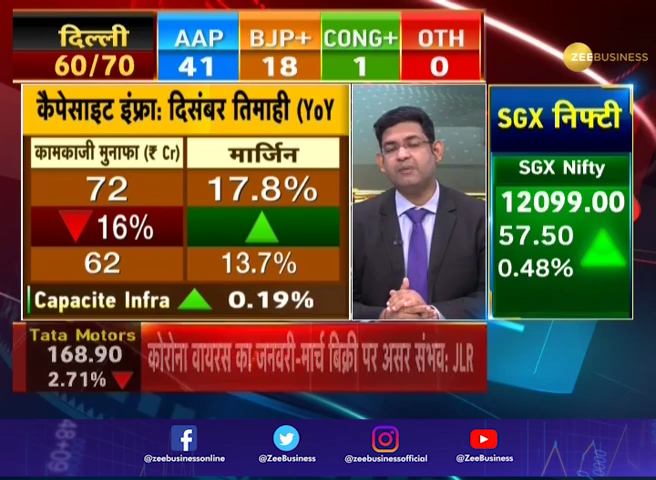 दिल्ली
60/70
AAP
41
BJP+
18
CONG+
1
OTH
0
ZEEBUSINESS
कैपेसाइट इंफ्रा: दिसंबर तिमाही (YoY
कामकाजी मुनाफा (₹ Cr)
मार्जिन
72
17.8%
16%
62
13.7%
Capacite Infra 0.19%
SGX निफ्टी
SGX Nifty
12099.00
57.50
0.48%
Tata Motors
168.90
2.71%
कोरोना वायरस का जनवरी-मार्च बिक्री पर असर संभव: JLR
@zeebusinessonline
@ZeeBusiness
@zeebusinessofficial
@ZeeBusiness